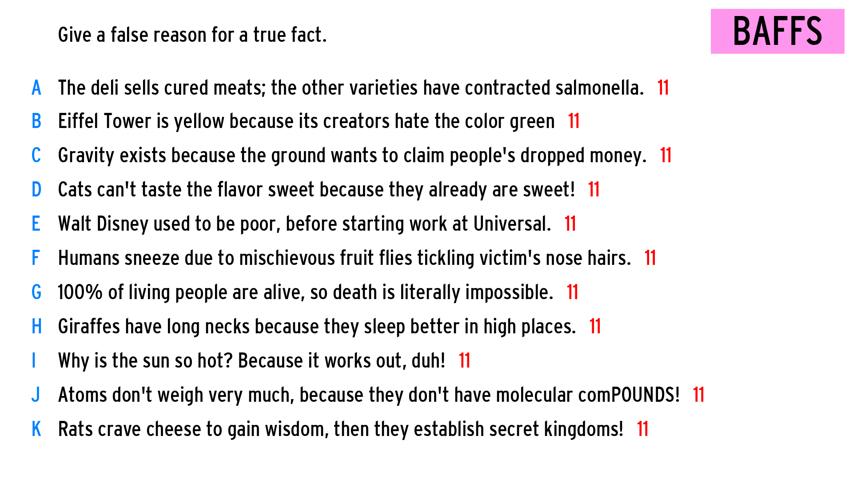 Give a false reason for a true fact.
BAFFS
A The deli sells cured meats; the other varieties have contracted salmonella. 11
B Eiffel Tower is yellow because its creators hate the color green 11
C Gravity exists because the ground wants to claim people's dropped money. 11
D Cats can't taste the flavor sweet because they already are sweet! 11
E Walt Disney used to be poor, before starting work at Universal. 11
F Humans sneeze due to mischievous fruit flies tickling victim's nose hairs. 11
G 100% of living people are alive, so death is literally impossible. 11
H Giraffes have long necks because they sleep better in high places. 11
I Why is the sun so hot? Because it works out, duh! 11
J Atoms don't weigh very much, because they don't have molecular comPOUNDS! 11
K Rats crave cheese to gain wisdom, then they establish secret kingdoms! 11